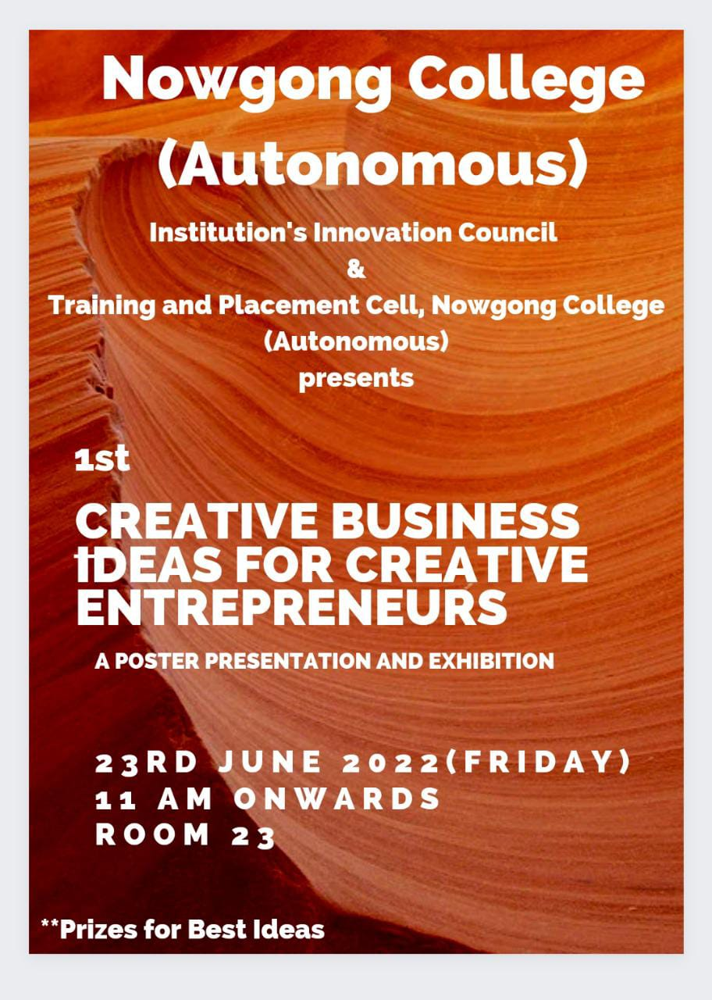 Nowgong College
(Autonomous)
Institution's Innovation Council
&
Training and Placement Cell, Nowgong College
(Autonomous)
presents
1st
CREATIVE BUSINESS
IDEAS FOR CREATIVE
ENTREPRENEURS
A POSTER PRESENTATION AND EXHIBITION
23RD JUNE 2022(FRIDAY)
11 AM ONWARDS
ROOM 23
**Prizes for Best Ideas